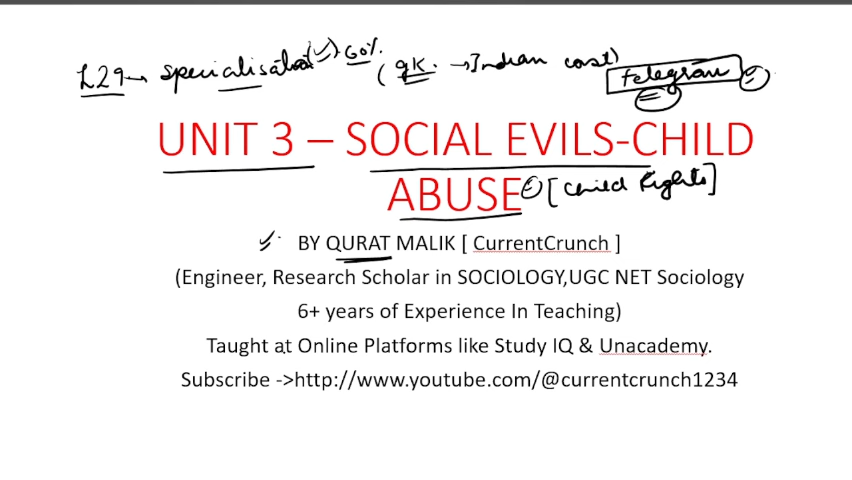 L29 → specialisation (✓) 60%.
(gk. → Indian const)
Telegram
UNIT 3 – SOCIAL EVILS-CHILD
ABUSE [Child Rights]
BY QURAT MALIK [ CurrentCrunch ]
(Engineer, Research Scholar in SOCIOLOGY,UGC NET Sociology
6+ years of Experience In Teaching)
Taught at Online Platforms like Study IQ & Unacademy.
Subscribe ->http://www.youtube.com/@currentcrunch1234